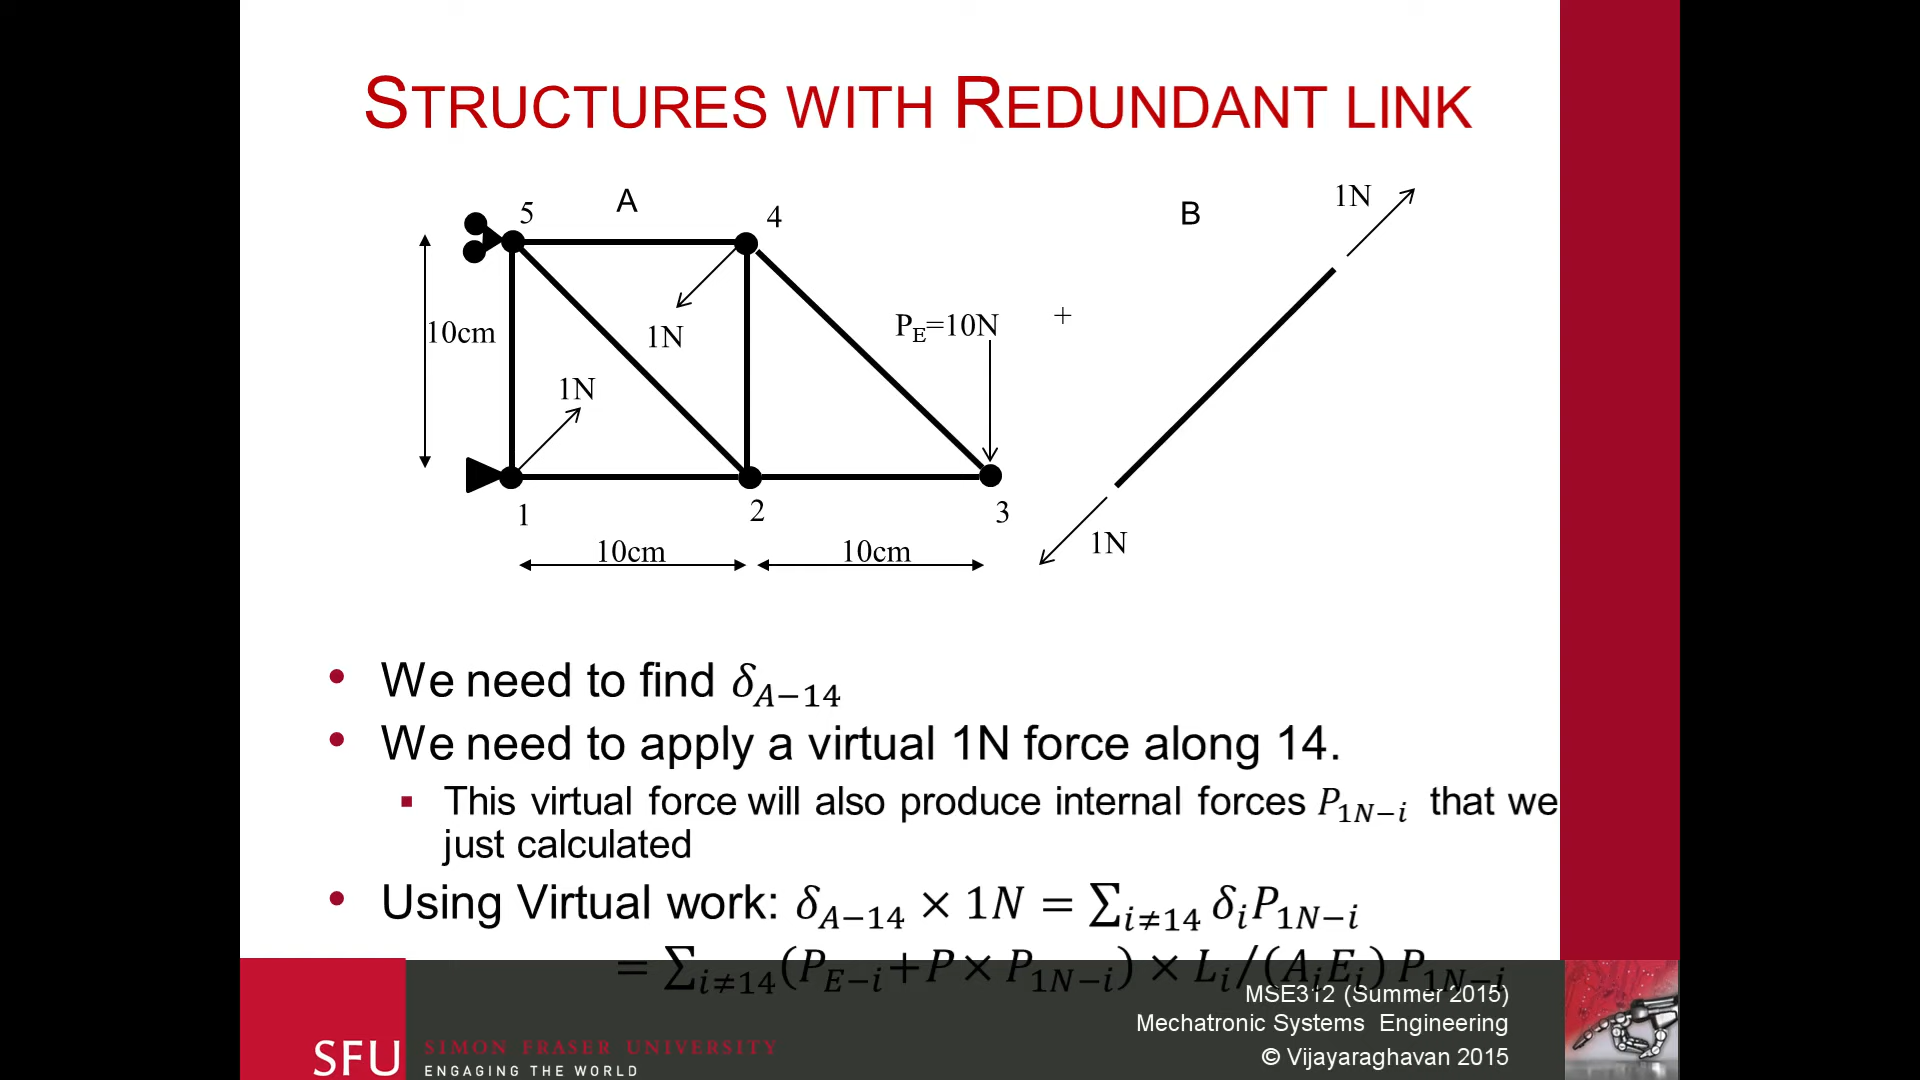 STRUCTURES WITH REDUNDANT LINK
A
B
1N
5
4
10cm
1N
P_E=10N
+
1N
1
2
3
1N
10cm
10cm
• We need to find δ_{A−14}
• We need to apply a virtual 1N force along 14.
▪ This virtual force will also produce internal forces P_{1N−i} that we
just calculated
• Using Virtual work: δ_{A−14} × 1N = ∑_{i≠14} δ_i P_{1N−i}
= ∑_{i≠14}(P_{E−i}+P × P_{1N−i}) × L_i/(A_iE_i) P_{1N−i}
MSE312 (Summer 2015)
Mechatronic Systems Engineering
© Vijayaraghavan 2015
SFU
SIMON FRASER UNIVERSITY
ENGAGING THE WORLD